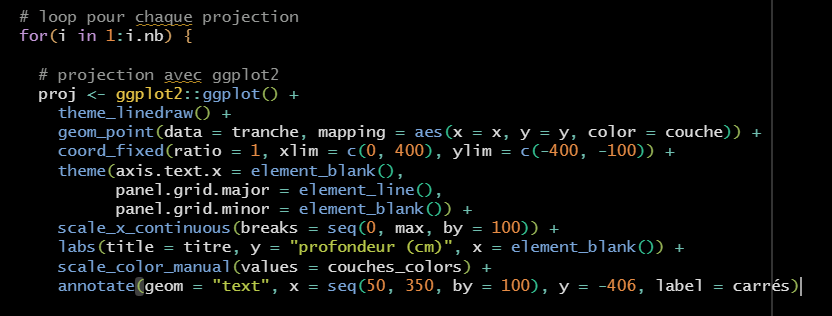 # loop pour chaque projection
for(i in 1:i.nb) {
# projection avec ggplot2
proj <- ggplot2::ggplot() +
theme_linedraw() +
geom_point(data = tranche, mapping = aes(x = x, y = y, color = couche)) +
coord_fixed(ratio = 1, xlim = c(0, 400), ylim = c(-400, -100)) +
theme(axis.text.x = element_blank(),
panel.grid.major = element_line(),
panel.grid.minor = element_blank()) +
scale_x_continuous(breaks = seq(0, max, by = 100)) +
labs(title = titre, y = "profondeur (cm)", x = element_blank()) +
scale_color_manual(values = couches_colors) +
annotate(geom = "text", x = seq(50, 350, by = 100), y = -406, label = carrés)